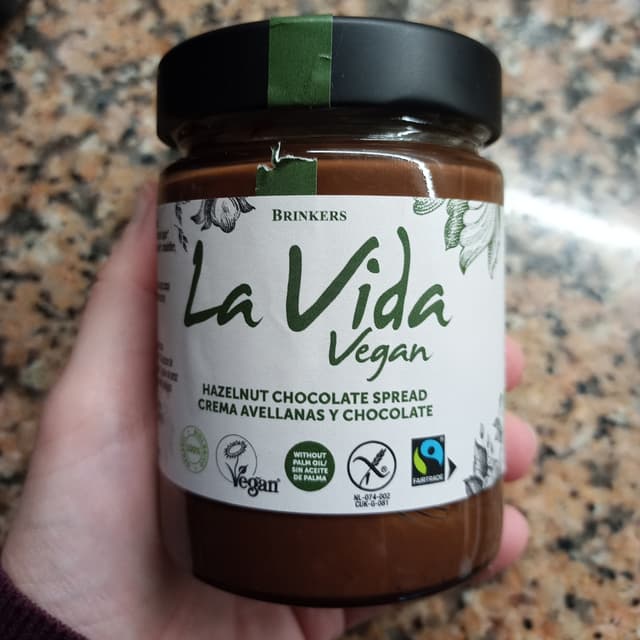 BRINKERS
La Vida
Vegan
HAZELNUT CHOCOLATE SPREAD
CREMA AVELLANAS Y CHOCOLATE
Vegan
WITHOUT
PALM OIL/
SIN ACEITE
DE PALMA
NL-074-002
CUK-G-081
FAIRTRADE